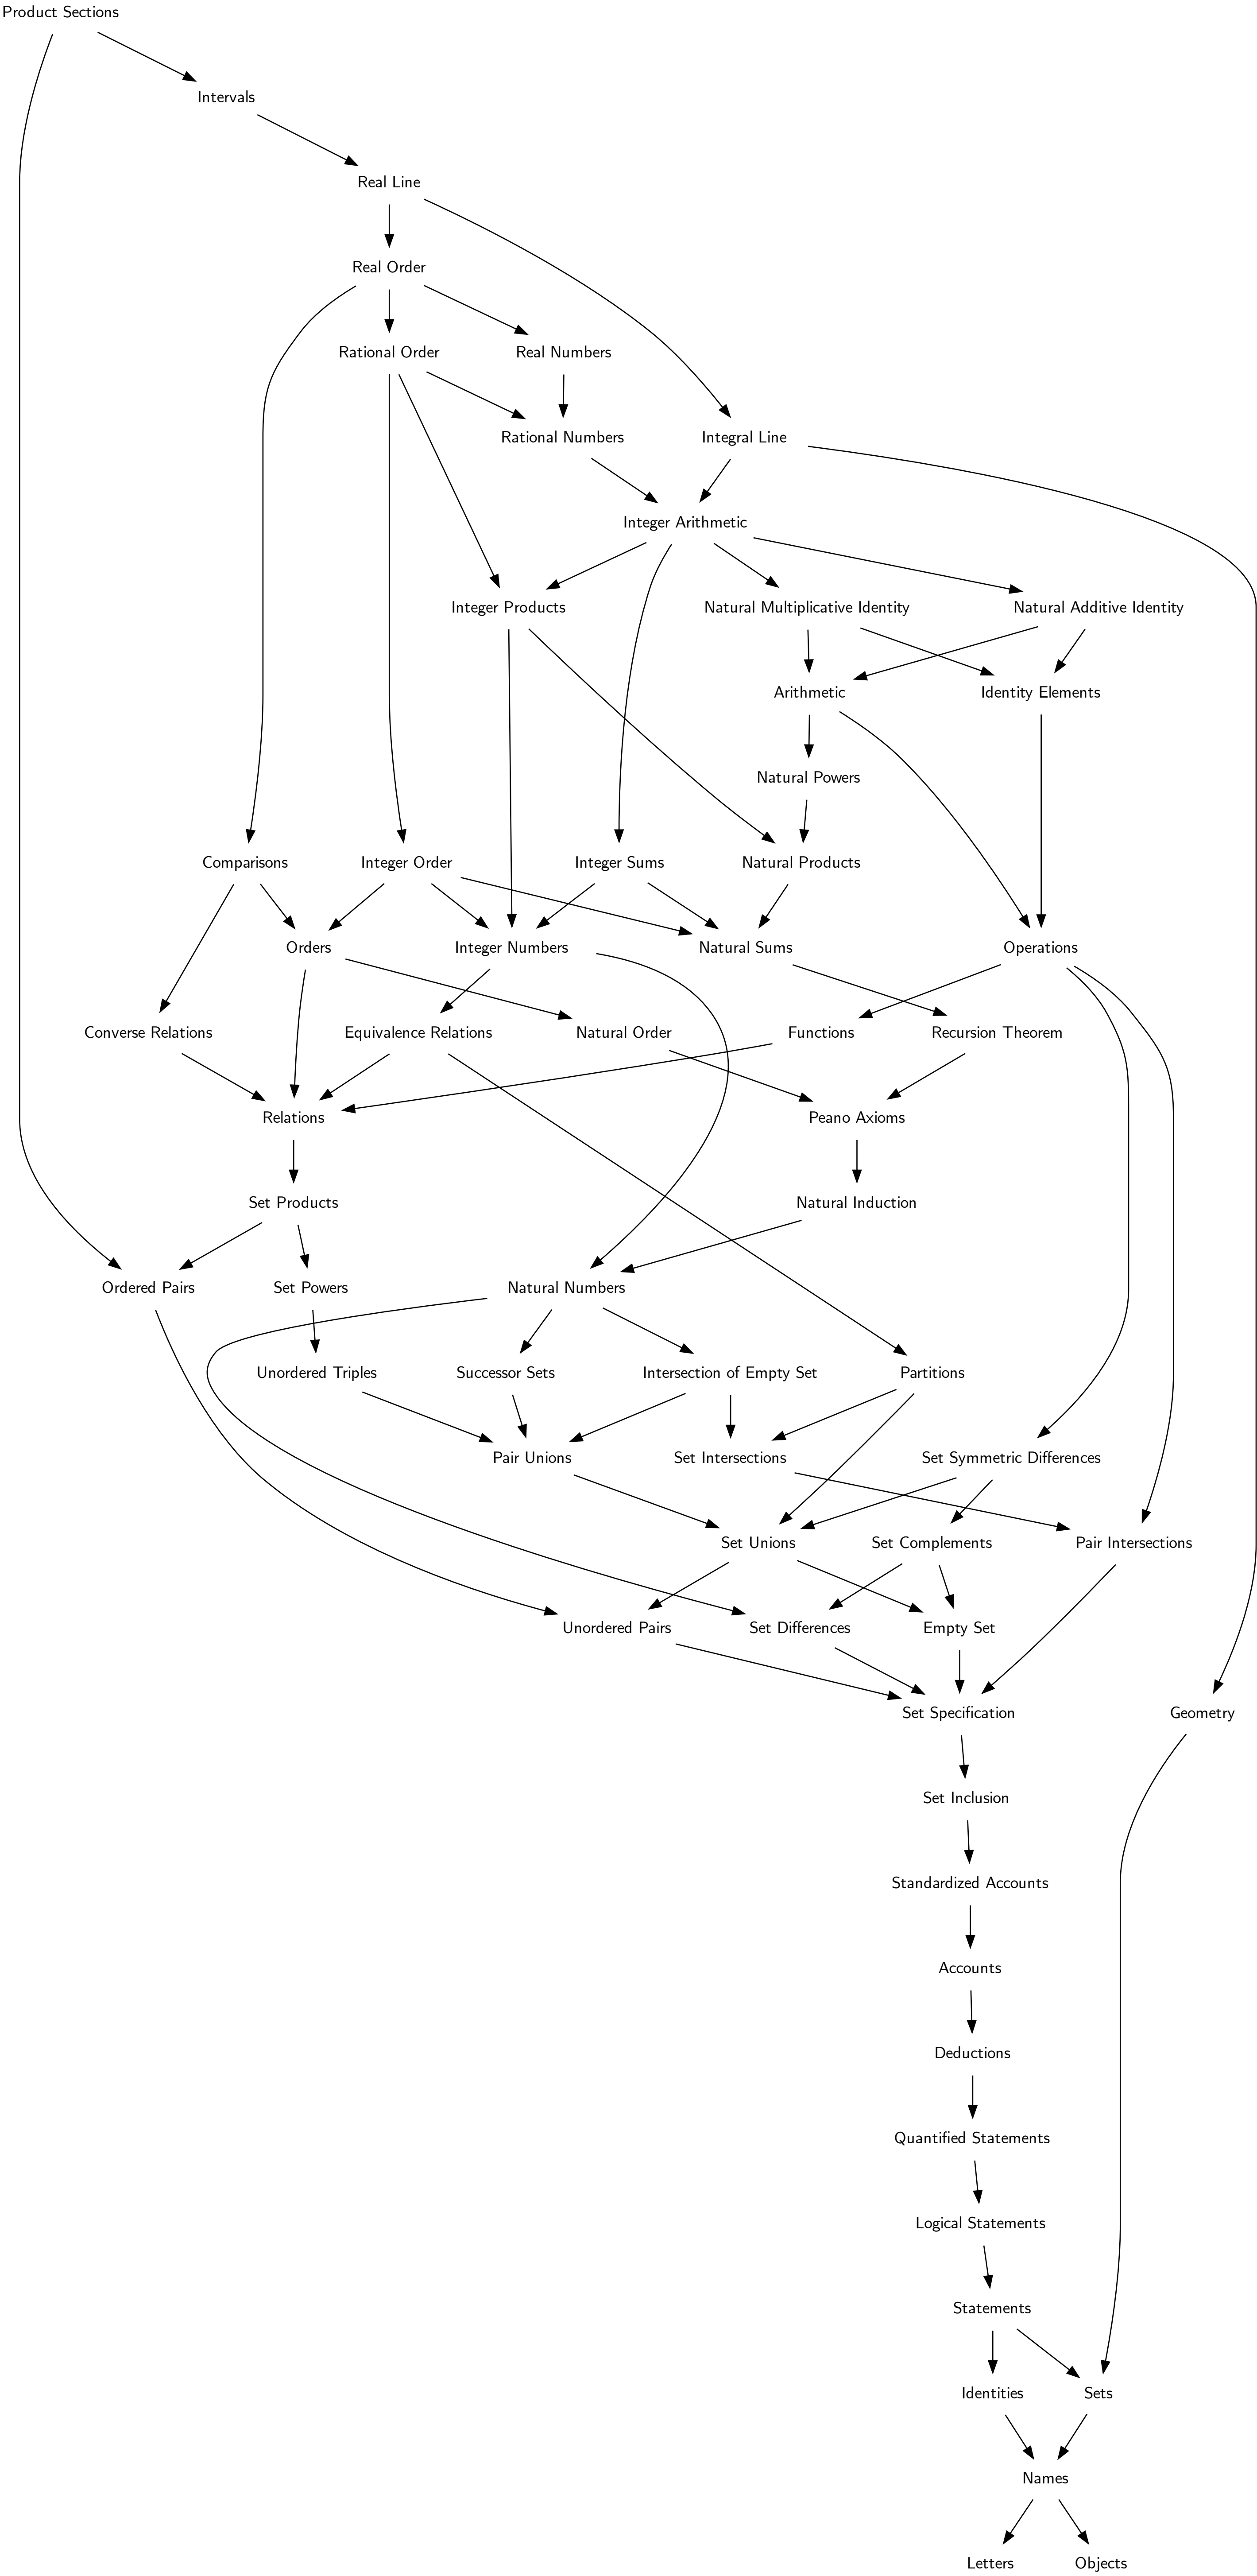 Product Sections
Intervals
Real Line
Real Order
Rational Order
Real Numbers
Rational Numbers
Integral Line
Integer Arithmetic
Integer Products
Natural Multiplicative Identity
Natural Additive Identity
Arithmetic
Identity Elements
Natural Powers
Comparisons
Integer Order
Integer Sums
Natural Products
Orders
Integer Numbers
Natural Sums
Operations
Converse Relations
Equivalence Relations
Natural Order
Functions
Recursion Theorem
Relations
Peano Axioms
Set Products
Natural Induction
Ordered Pairs
Set Powers
Natural Numbers
Unordered Triples
Successor Sets
Intersection of Empty Set
Partitions
Pair Unions
Set Intersections
Set Symmetric Differences
Set Unions
Set Complements
Pair Intersections
Unordered Pairs
Set Differences
Empty Set
Set Specification
Geometry
Set Inclusion
Standardized Accounts
Accounts
Deductions
Quantified Statements
Logical Statements
Statements
Identities
Sets
Names
Letters
Objects